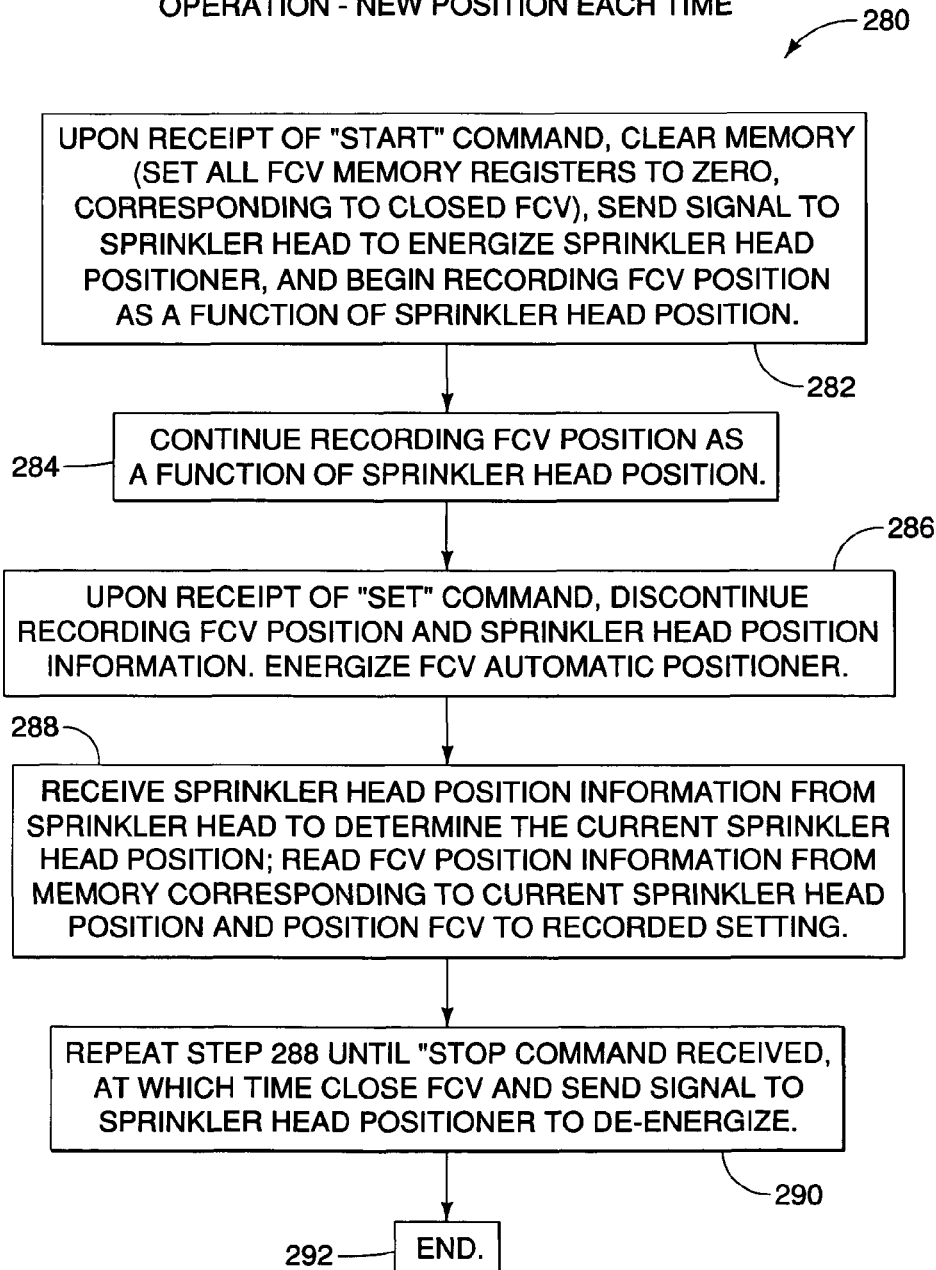 OPERATION - NEW POSITION EACH TIME
280
UPON RECEIPT OF "START" COMMAND, CLEAR MEMORY
(SET ALL FCV MEMORY REGISTERS TO ZERO,
CORRESPONDING TO CLOSED FCV), SEND SIGNAL TO
SPRINKLER HEAD TO ENERGIZE SPRINKLER HEAD
POSITIONER, AND BEGIN RECORDING FCV POSITION
AS A FUNCTION OF SPRINKLER HEAD POSITION.
282
284
CONTINUE RECORDING FCV POSITION AS
A FUNCTION OF SPRINKLER HEAD POSITION.
286
UPON RECEIPT OF "SET" COMMAND, DISCONTINUE
RECORDING FCV POSITION AND SPRINKLER HEAD POSITION
INFORMATION. ENERGIZE FCV AUTOMATIC POSITIONER.
288
RECEIVE SPRINKLER HEAD POSITION INFORMATION FROM
SPRINKLER HEAD TO DETERMINE THE CURRENT SPRINKLER
HEAD POSITION; READ FCV POSITION INFORMATION FROM
MEMORY CORRESPONDING TO CURRENT SPRINKLER HEAD
POSITION AND POSITION FCV TO RECORDED SETTING.
REPEAT STEP 288 UNTIL "STOP COMMAND RECEIVED,
AT WHICH TIME CLOSE FCV AND SEND SIGNAL TO
SPRINKLER HEAD POSITIONER TO DE-ENERGIZE.
290
292
END.